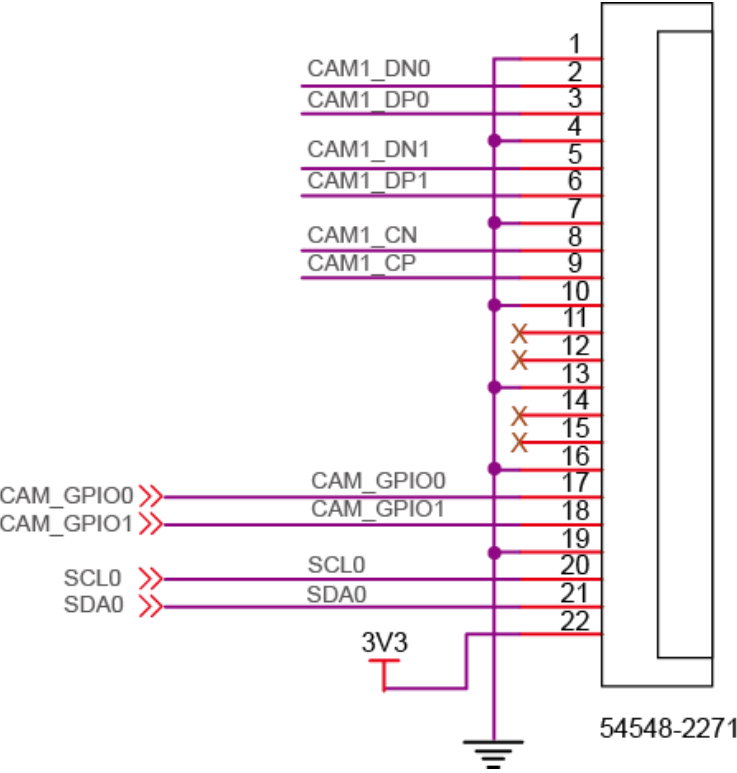 1
CAM1_DN0
2
CAM1_DP0
3
4
CAM1_DN1
5
CAM1_DP1
6
7
CAM1_CN
8
CAM1_CP
9
10
11
X
12
X
13
14
X
15
X
16
CAM_GPIO0
CAM_GPIO0
17
CAM_GPIO1
CAM_GPIO1
18
19
SCL0
SCL0
20
SDA0
SDA0
21
22
3V3
54548-2271